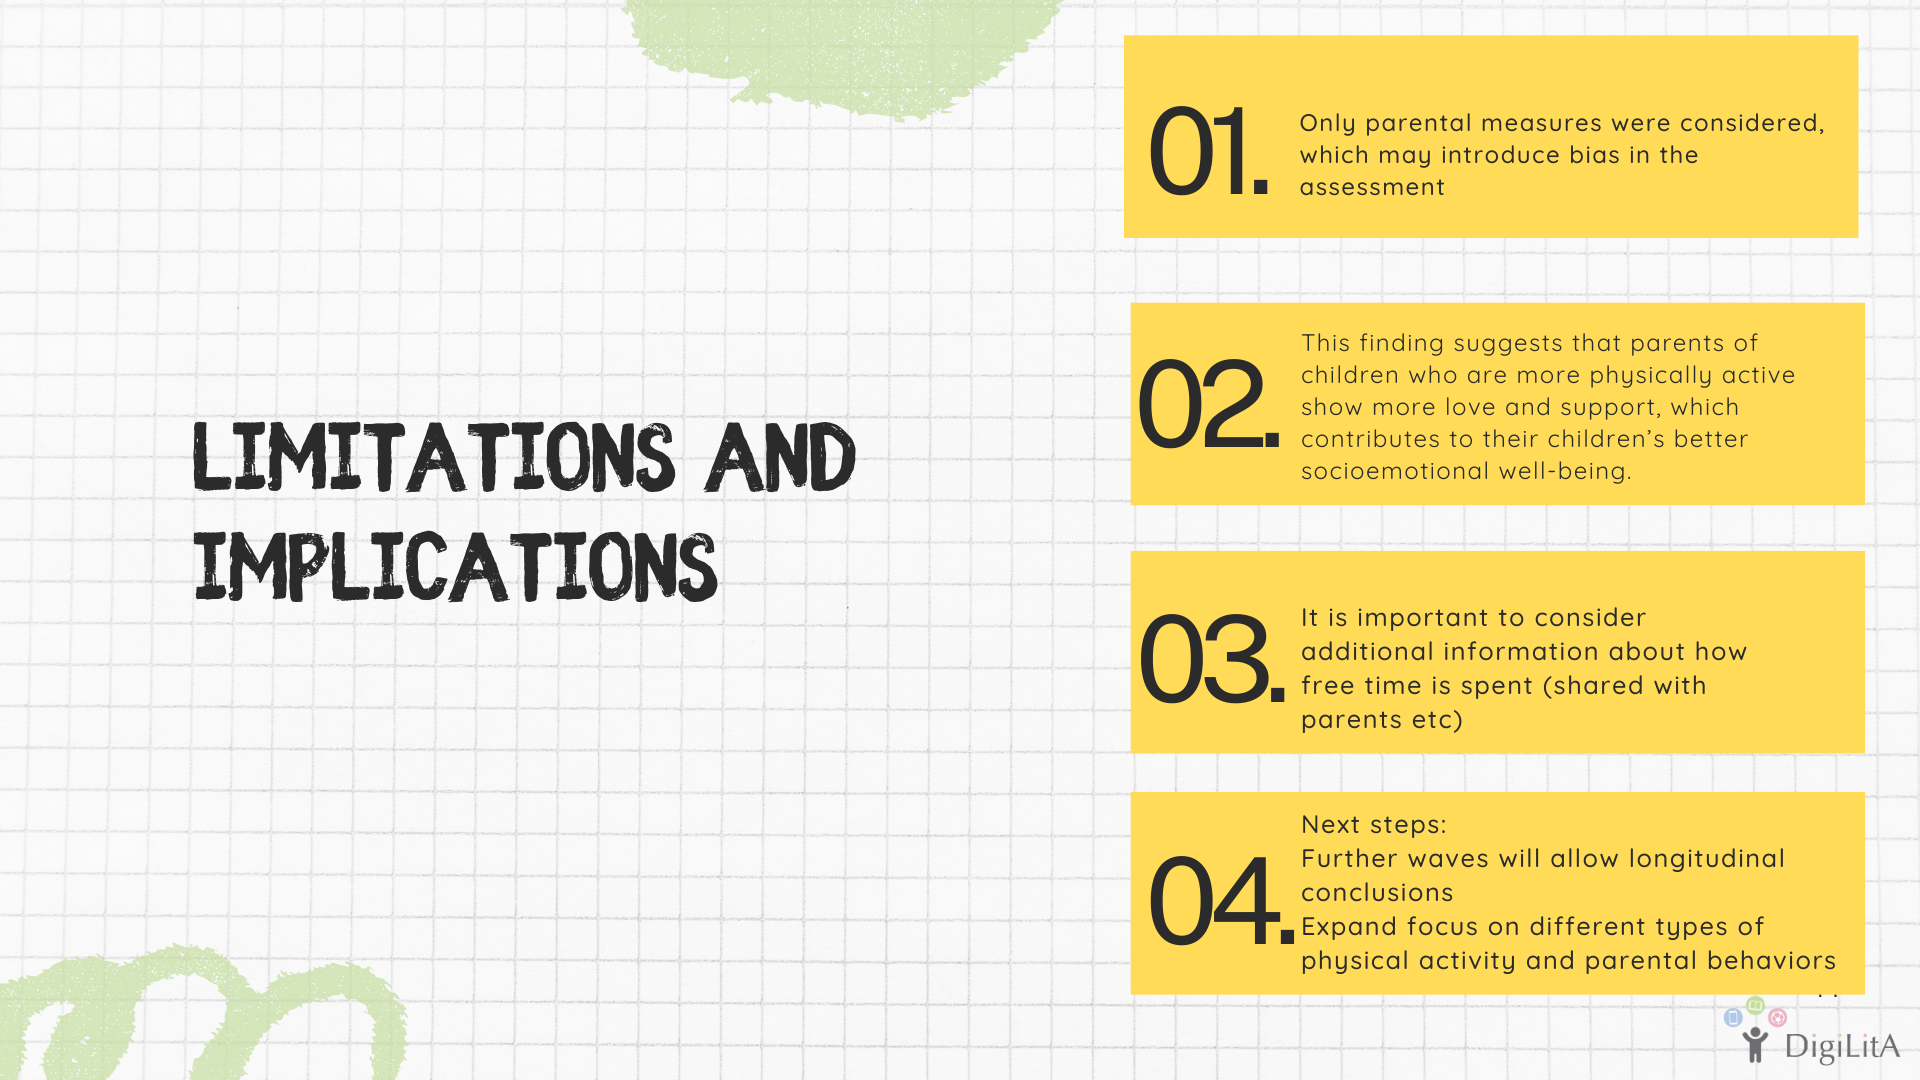 LIMITATIONS AND
IMPLICATIONS
01.
Only parental measures were considered,
which may introduce bias in the
assessment
02.
This finding suggests that parents of
children who are more physically active
show more love and support, which
contributes to their children’s better
socioemotional well-being.
03.
It is important to consider
additional information about how
free time is spent (shared with
parents etc)
04.
Next steps:
Further waves will allow longitudinal
conclusions
Expand focus on different types of
physical activity and parental behaviors
DigiLitA